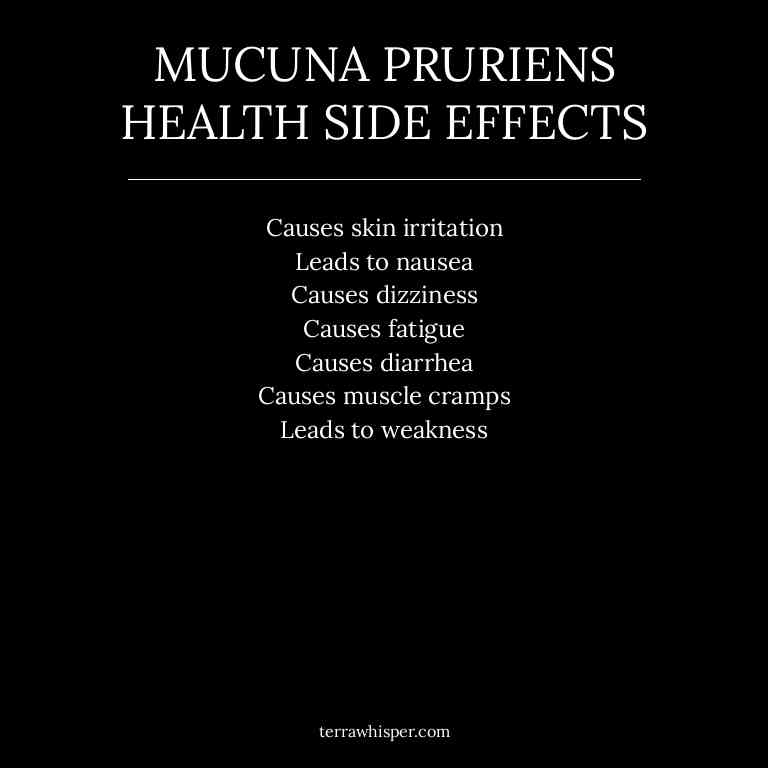 MUCUNA PRURIENS
HEALTH SIDE EFFECTS
Causes skin irritation
Leads to nausea
Causes dizziness
Causes fatigue
Causes diarrhea
Causes muscle cramps
Leads to weakness
terrawhisper.com